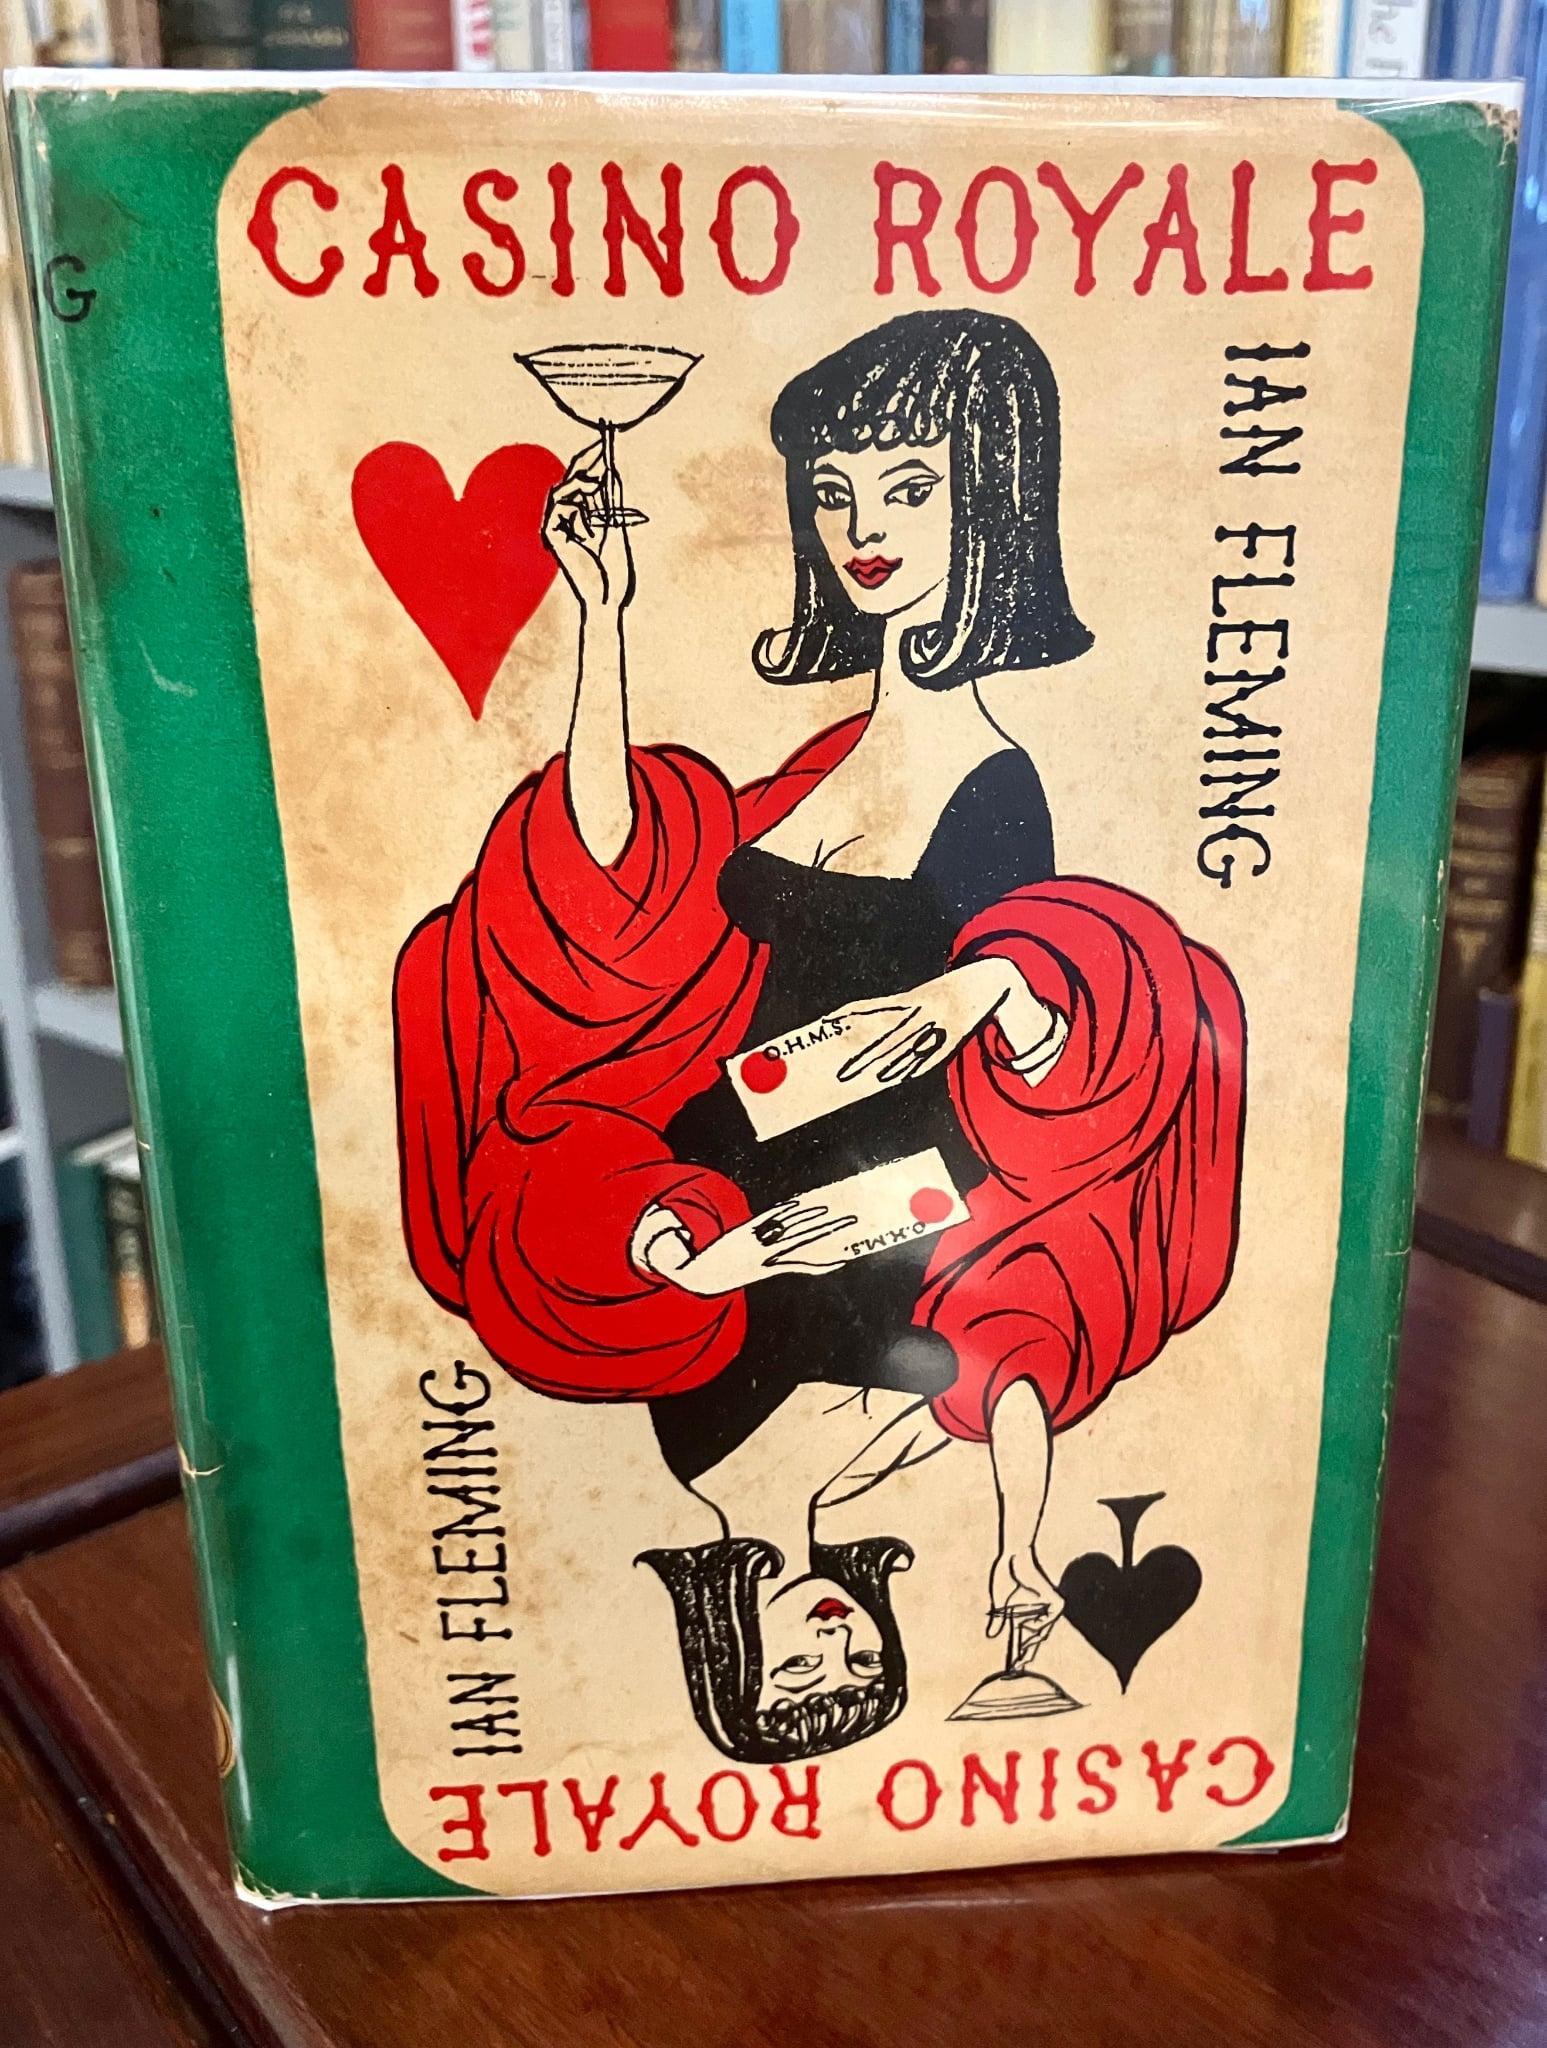 CASINO ROYALE
IAN FLEMING
G
O.H.M.S.
O.H.M.S.
IAN FLEMING
CASINO ROYALE